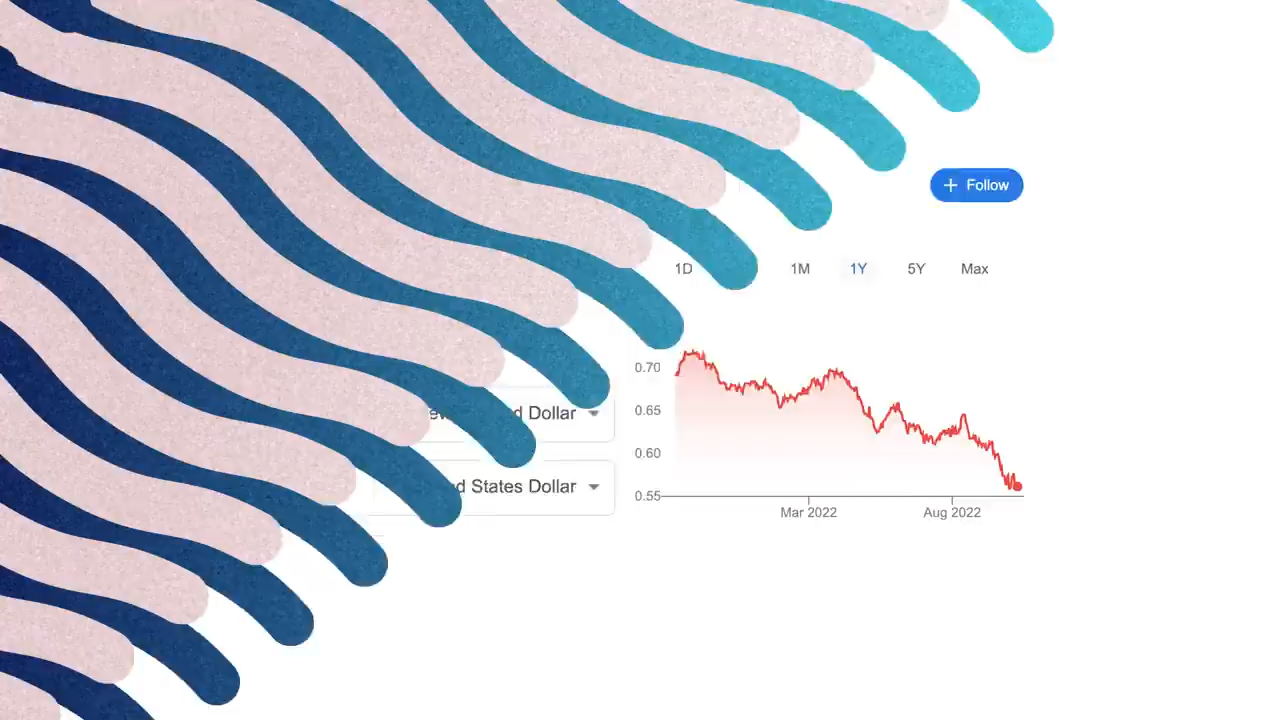 + Follow
1D 1M 1Y 5Y Max
0.70
Dollar
0.65
0.60
States Dollar
0.55
Mar 2022 Aug 2022